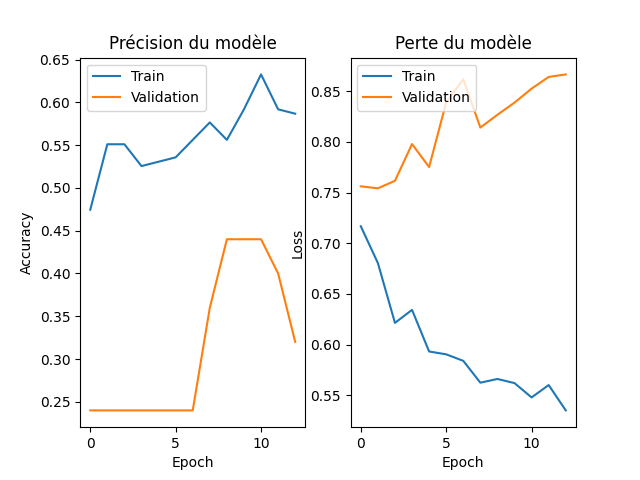 Précision du modèle
Train
Validation
0.65
0.60
0.55
0.50
0.45
0.40
0.35
0.30
0.25
Accuracy
0
5
10
Epoch
Perte du modèle
Train
Validation
0.85
0.80
0.75
0.70
0.65
0.60
0.55
Loss
0
5
10
Epoch